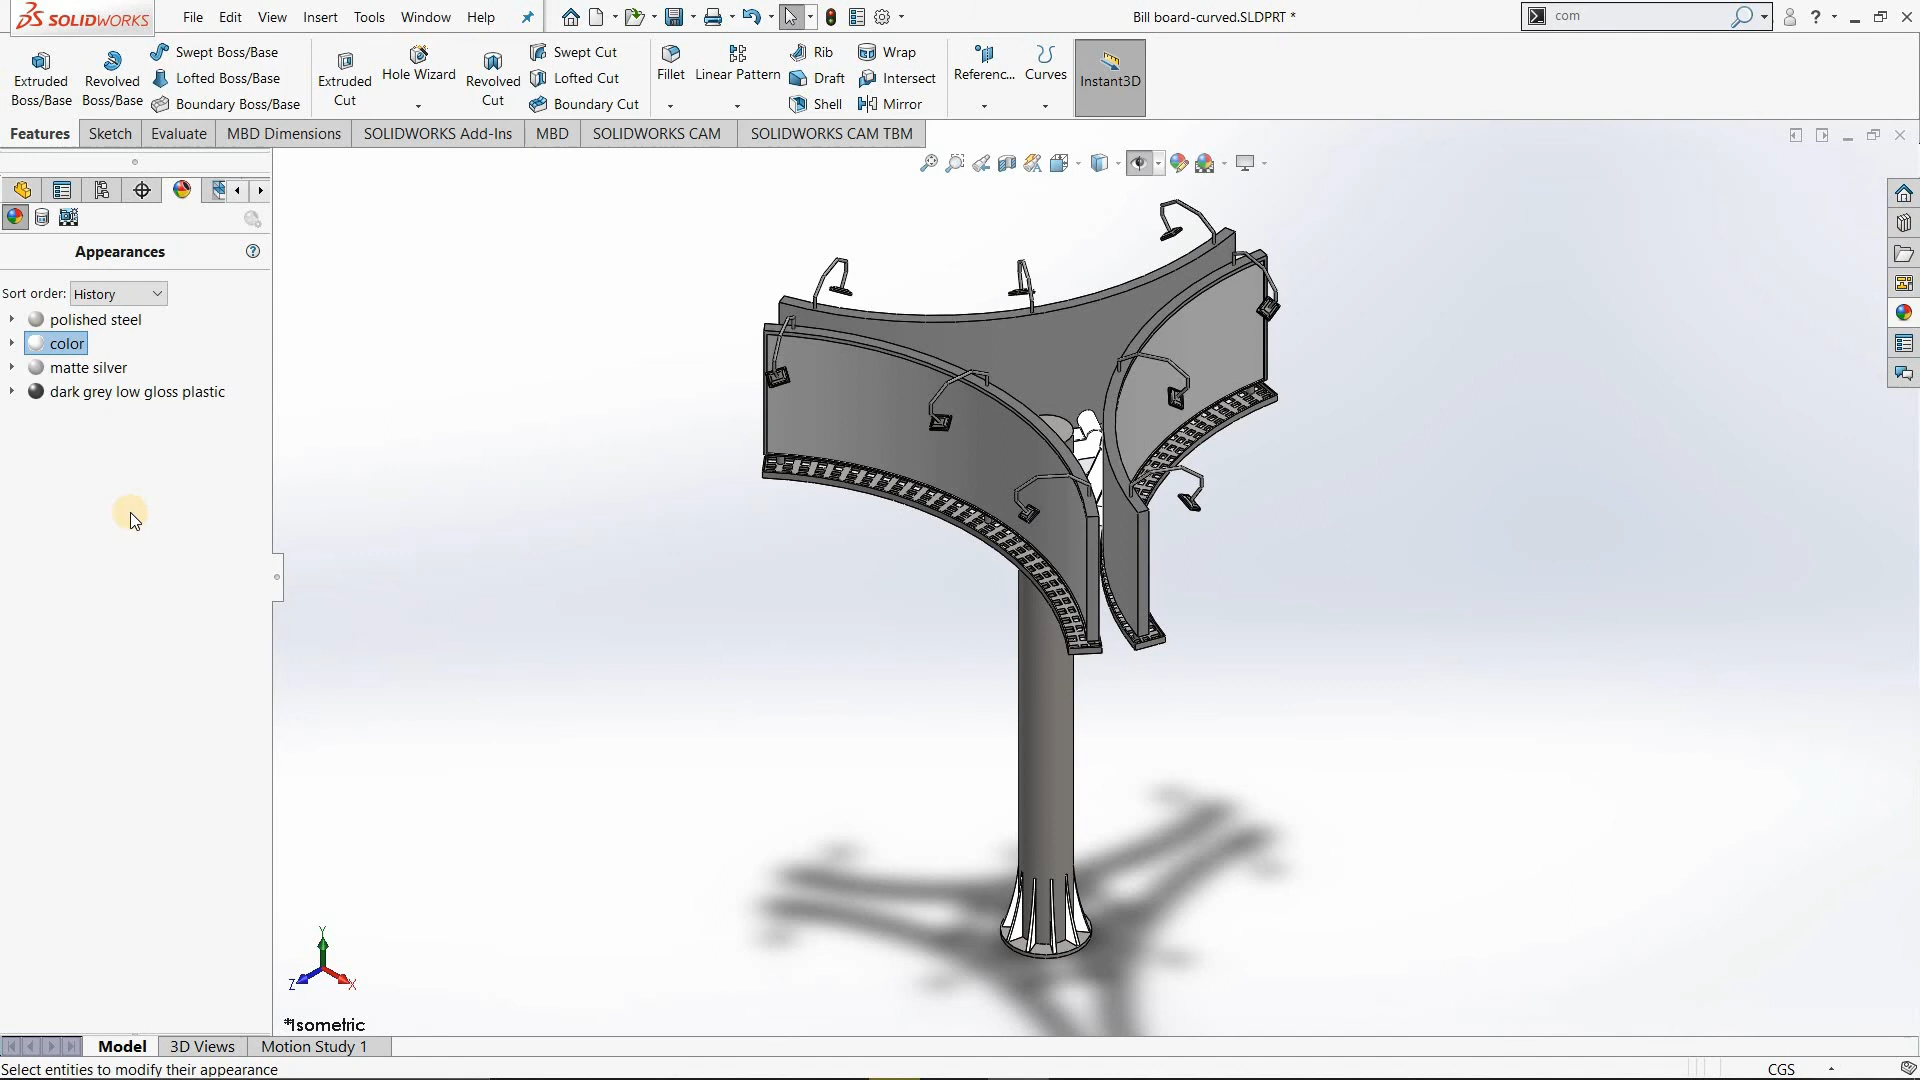 SOLIDWORKS
File Edit View Insert Tools Window Help
Bill board-curved.SLDPRT *
com
Extruded Boss/Base
Revolved Boss/Base
Swept Boss/Base
Lofted Boss/Base
Boundary Boss/Base
Extruded Cut
Hole Wizard
Revolved Cut
Swept Cut
Lofted Cut
Boundary Cut
Fillet
Linear Pattern
Rib
Draft
Shell
Wrap
Intersect
Mirror
Referenc...
Curves
Instant3D
Features
Sketch
Evaluate
MBD Dimensions
SOLIDWORKS Add-Ins
MBD
SOLIDWORKS CAM
SOLIDWORKS CAM TBM
Appearances
Sort order: History
polished steel
color
matte silver
dark grey low gloss plastic
Y
Z
X
*Isometric
Model
3D Views
Motion Study 1
Select entities to modify their appearance
CGS